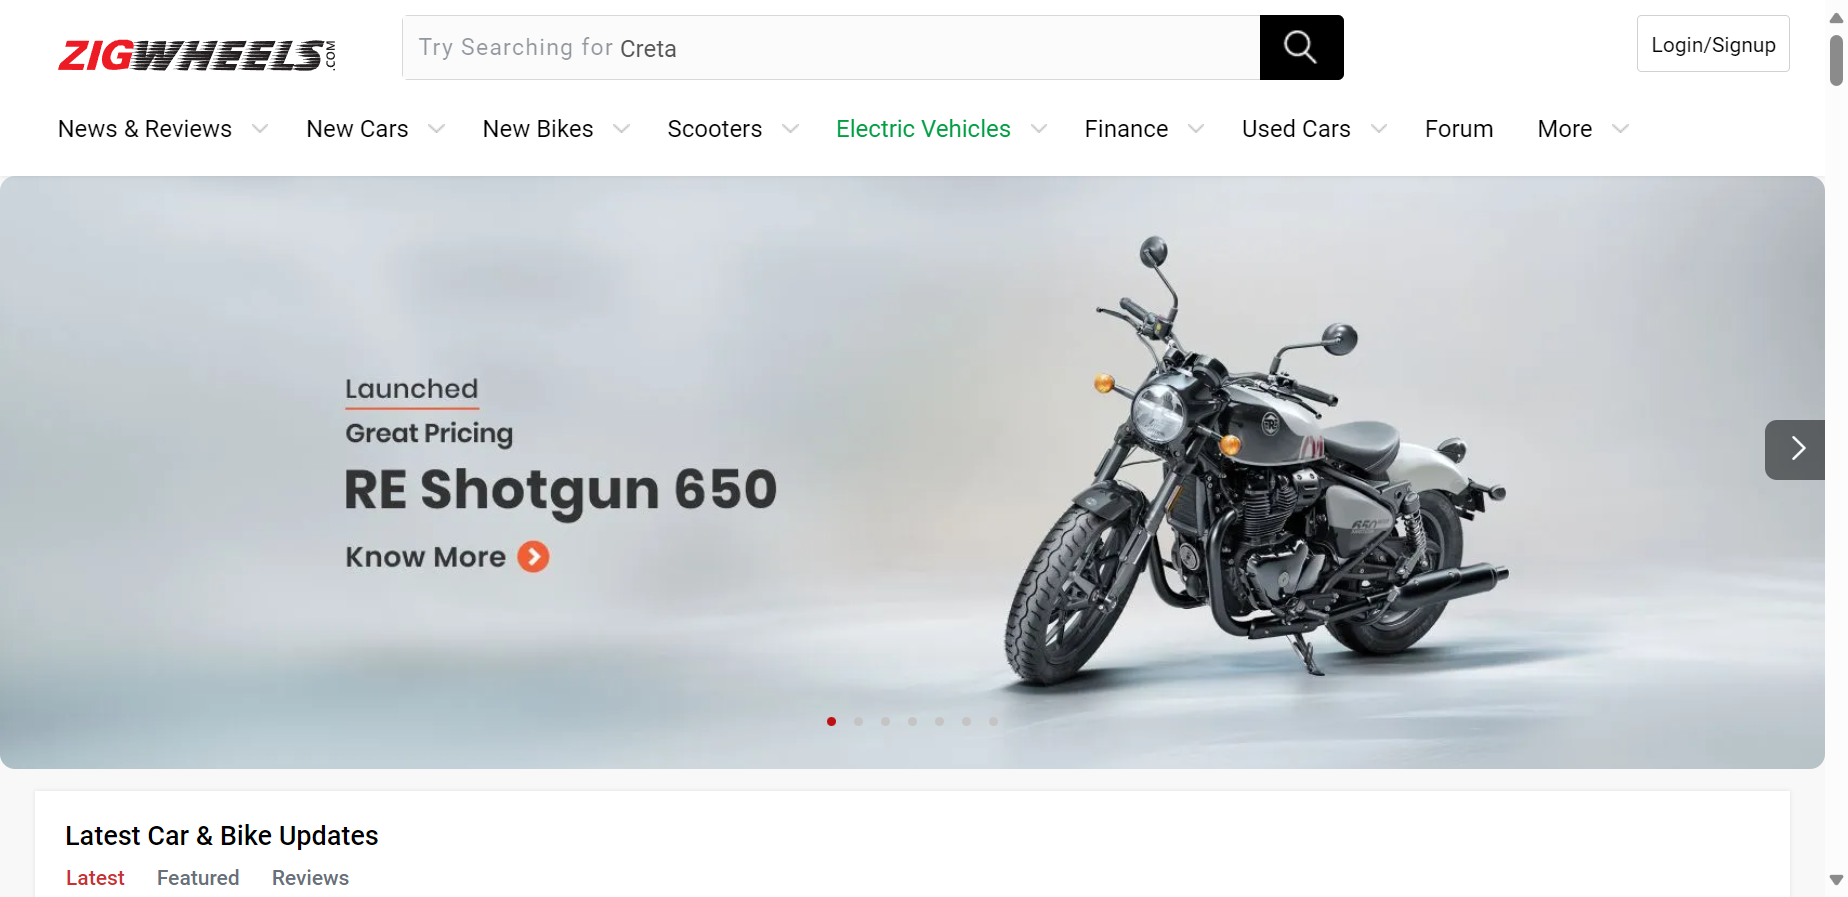 ZIGWHEELS.COM
Try Searching for Creta
Login/Signup
News & Reviews New Cars New Bikes Scooters Electric Vehicles Finance Used Cars Forum More
Launched
Great Pricing
RE Shotgun 650
Know More
650
Latest Car & Bike Updates
Latest Featured Reviews